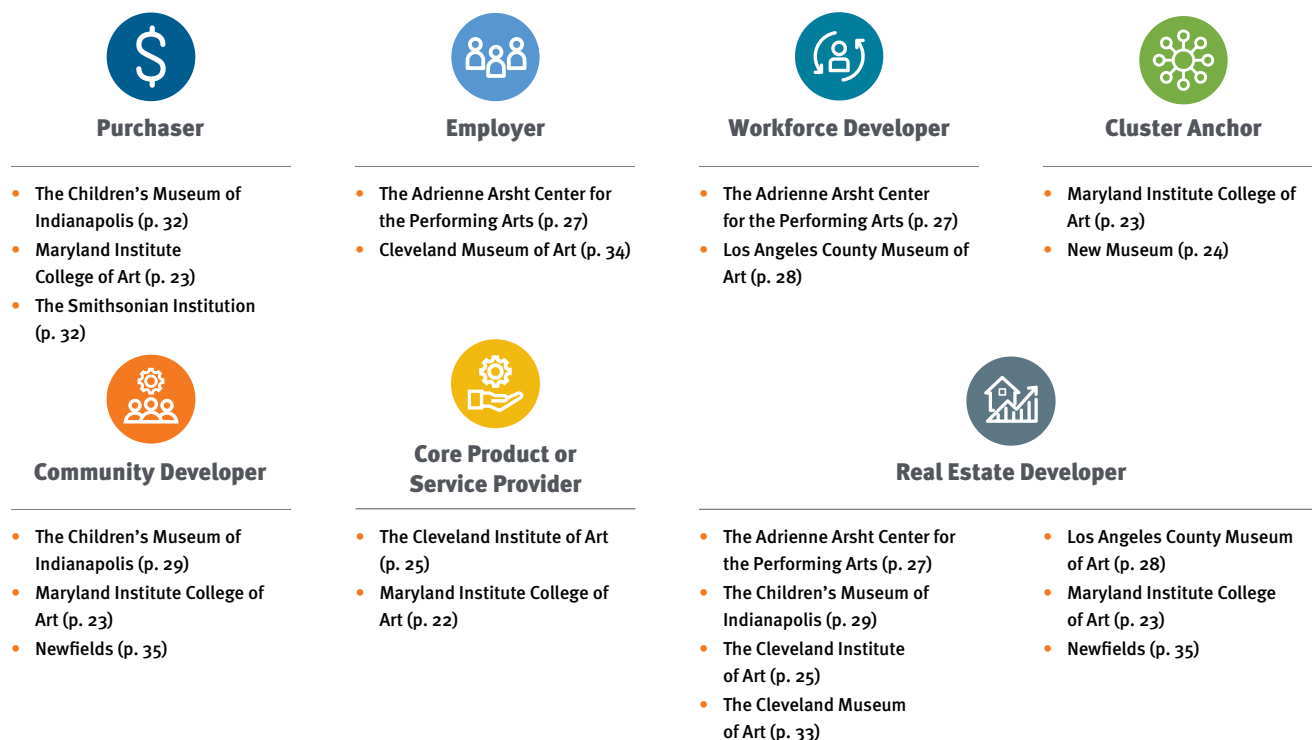 Purchaser
The Children’s Museum of
Indianapolis (p. 32)
Maryland Institute
College of Art (p. 23)
The Smithsonian Institution
(p. 32)
Employer
The Adrienne Arsht Center for
the Performing Arts (p. 27)
Cleveland Museum of Art (p. 34)
Workforce Developer
The Adrienne Arsht Center
for the Performing Arts (p. 27)
Los Angeles County Museum of
Art (p. 28)
Cluster Anchor
Maryland Institute College of
Art (p. 23)
New Museum (p. 24)
Community Developer
The Children’s Museum of
Indianapolis (p. 29)
Maryland Institute College of
Art (p. 23)
Newfields (p. 35)
Core Product or
Service Provider
The Cleveland Institute of Art
(p. 25)
Maryland Institute College of
Art (p. 22)
Real Estate Developer
The Adrienne Arsht Center for
the Performing Arts (p. 27)
The Children’s Museum of
Indianapolis (p. 29)
The Cleveland Institute
of Art (p. 25)
The Cleveland Museum
of Art (p. 33)
Los Angeles County Museum
of Art (p. 28)
Maryland Institute College
of Art (p. 23)
Newfields (p. 35)